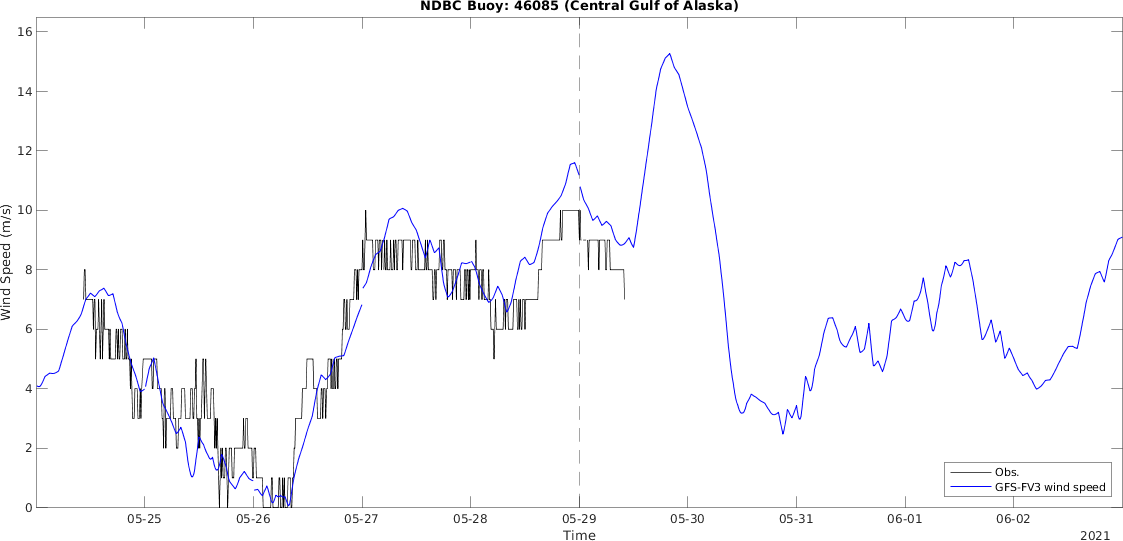 NDBC Buoy: 46085 (Central Gulf of Alaska)
16
14
12
10
8
6
4
2
0
Wind Speed (m/s)
05-25 05-26 05-27 05-28 05-29 05-30 05-31 06-01 06-02
Time
2021
Obs.
GFS-FV3 wind speed